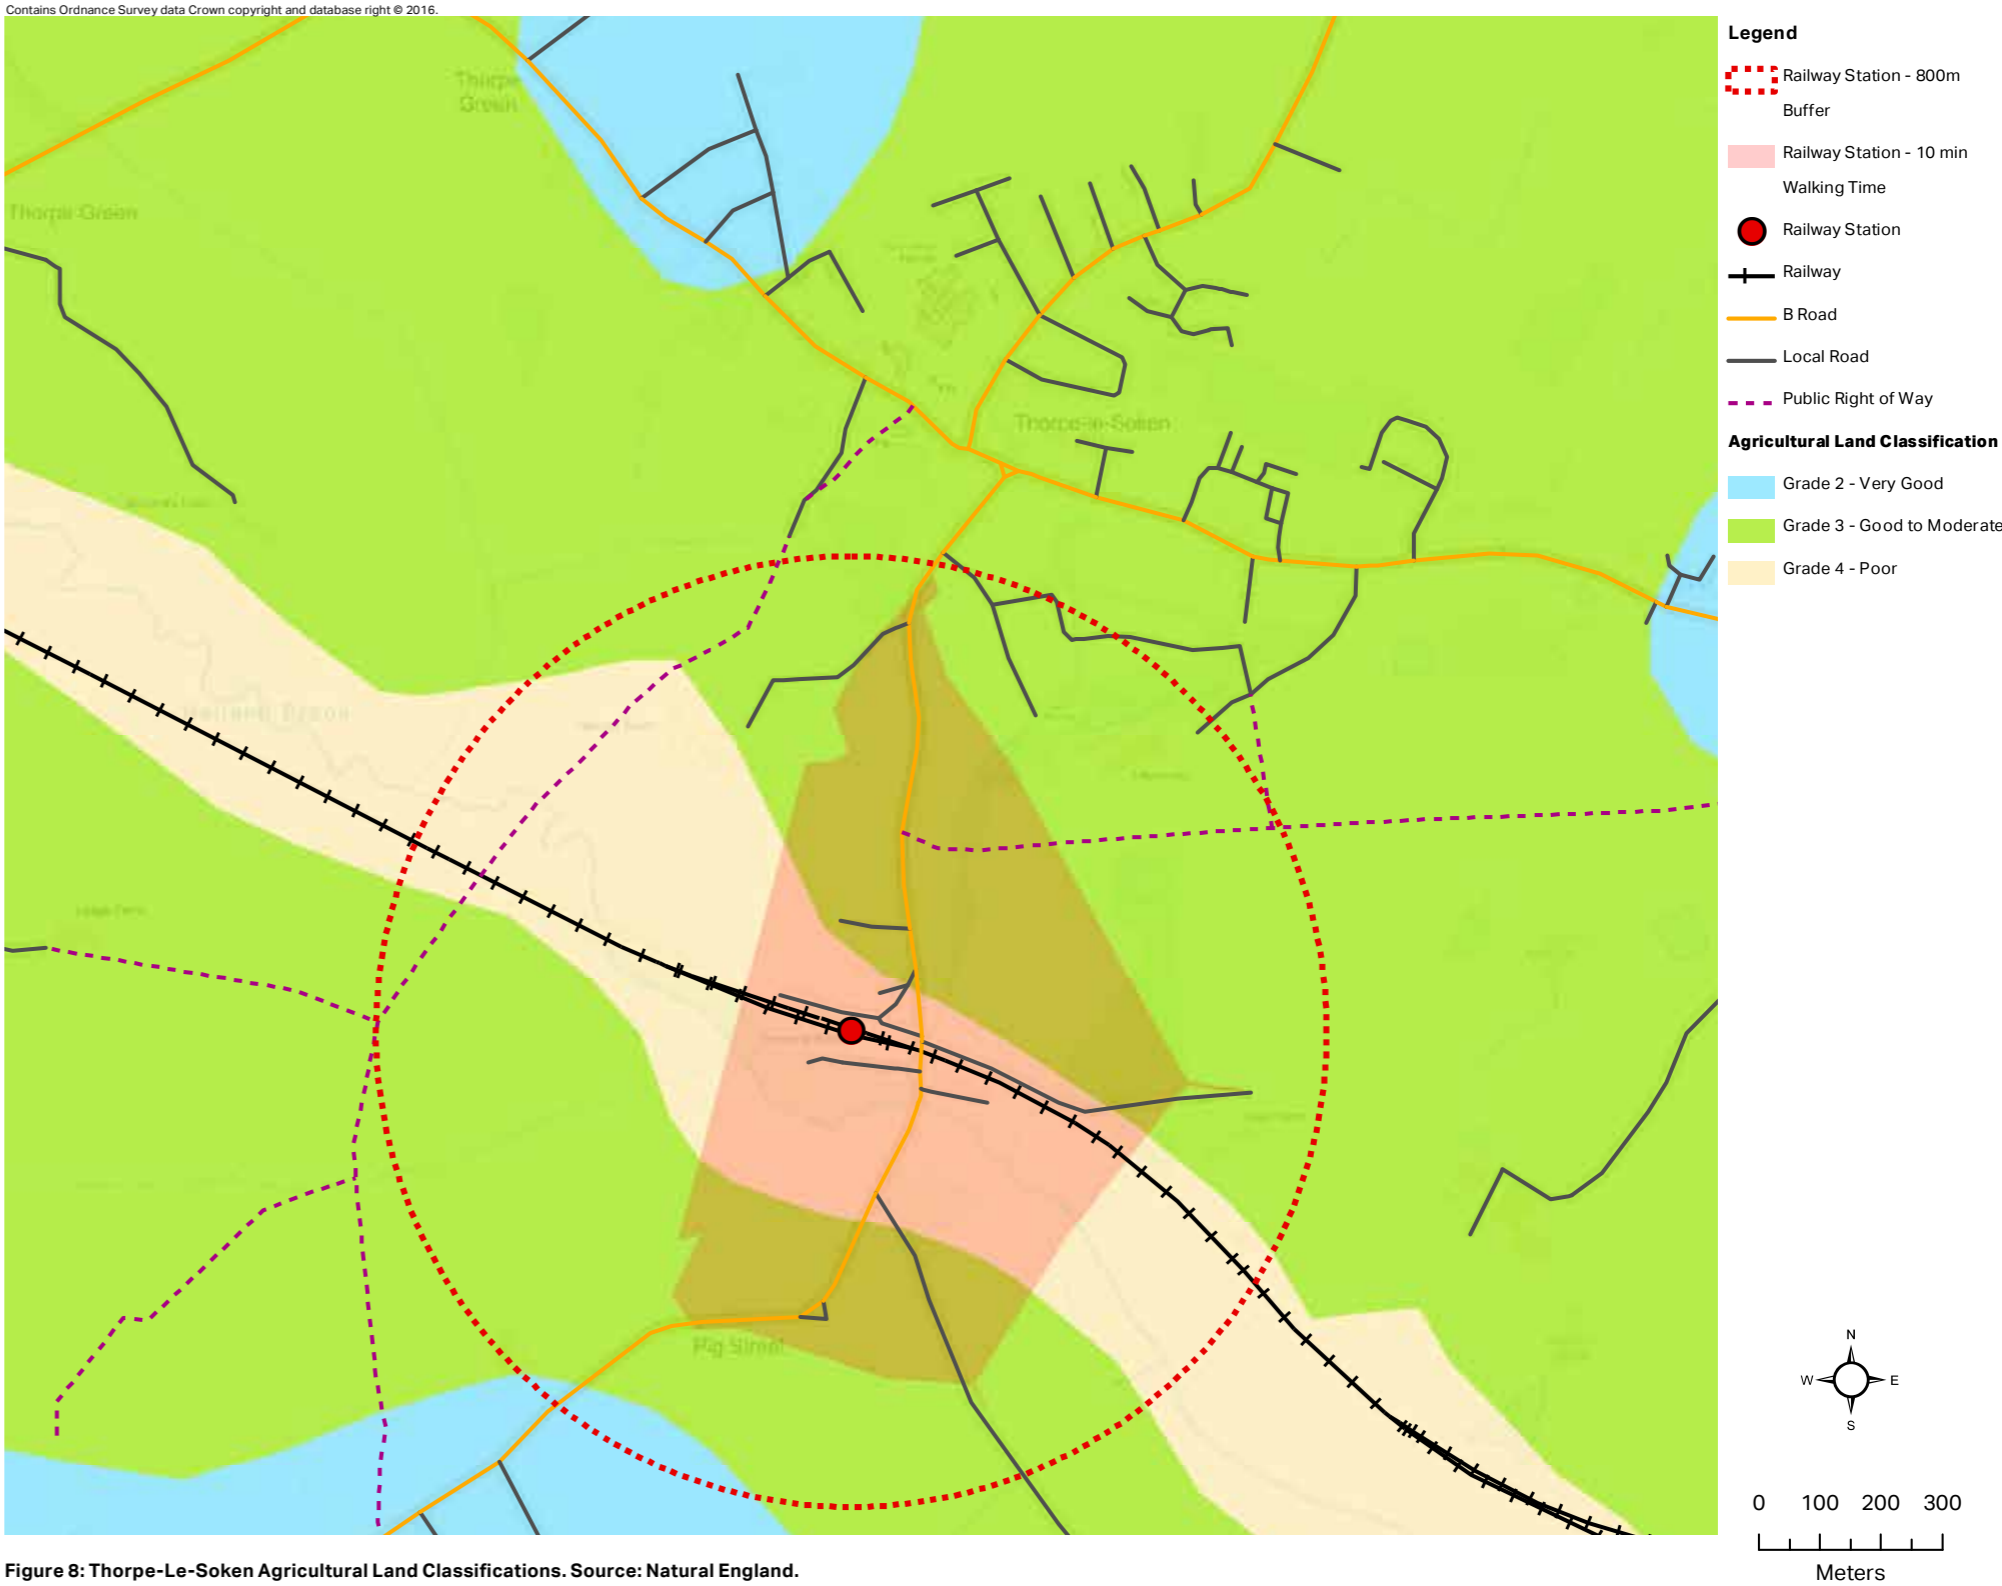 Contains Ordnance Survey data Crown copyright and database right © 2016.
Thorpe
Green
Thorpe Green
Thorpe-le-Soken
Holland Brook
Pig Street
Legend
Railway Station - 800m
Buffer
Railway Station - 10 min
Walking Time
Railway Station
Railway
B Road
Local Road
Public Right of Way
Agricultural Land Classification
Grade 2 - Very Good
Grade 3 - Good to Moderate
Grade 4 - Poor
N
W E
S
0 100 200 300
Meters
Figure 8: Thorpe-Le-Soken Agricultural Land Classifications. Source: Natural England.